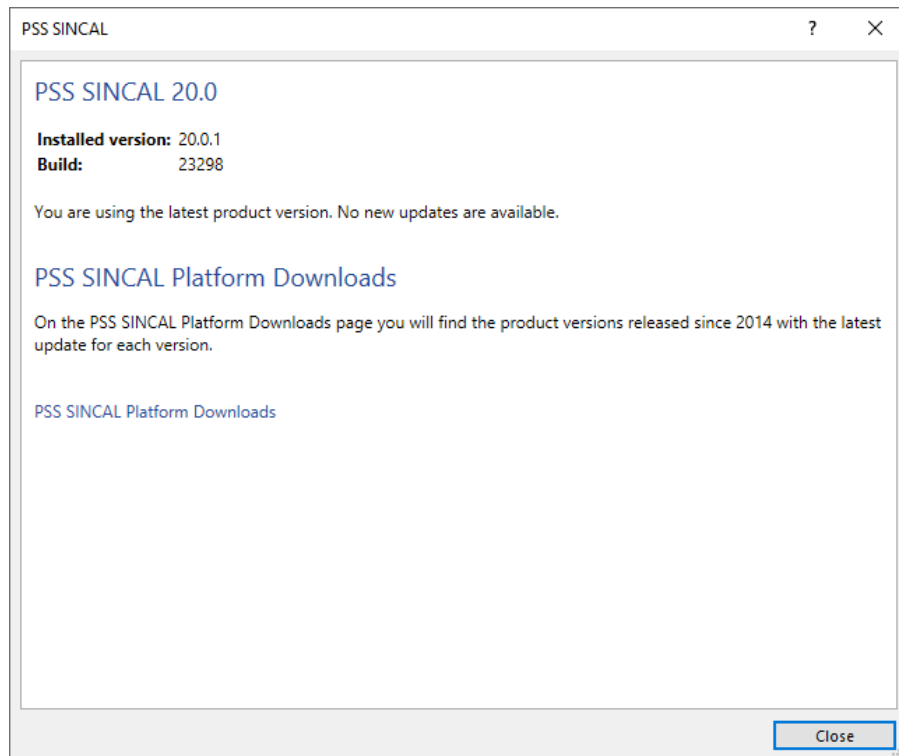 PSS SINCAL
PSS SINCAL 20.0
Installed version: 20.0.1
Build: 23298
You are using the latest product version. No new updates are available.
PSS SINCAL Platform Downloads
On the PSS SINCAL Platform Downloads page you will find the product versions released since 2014 with the latest
update for each version.
PSS SINCAL Platform Downloads
Close